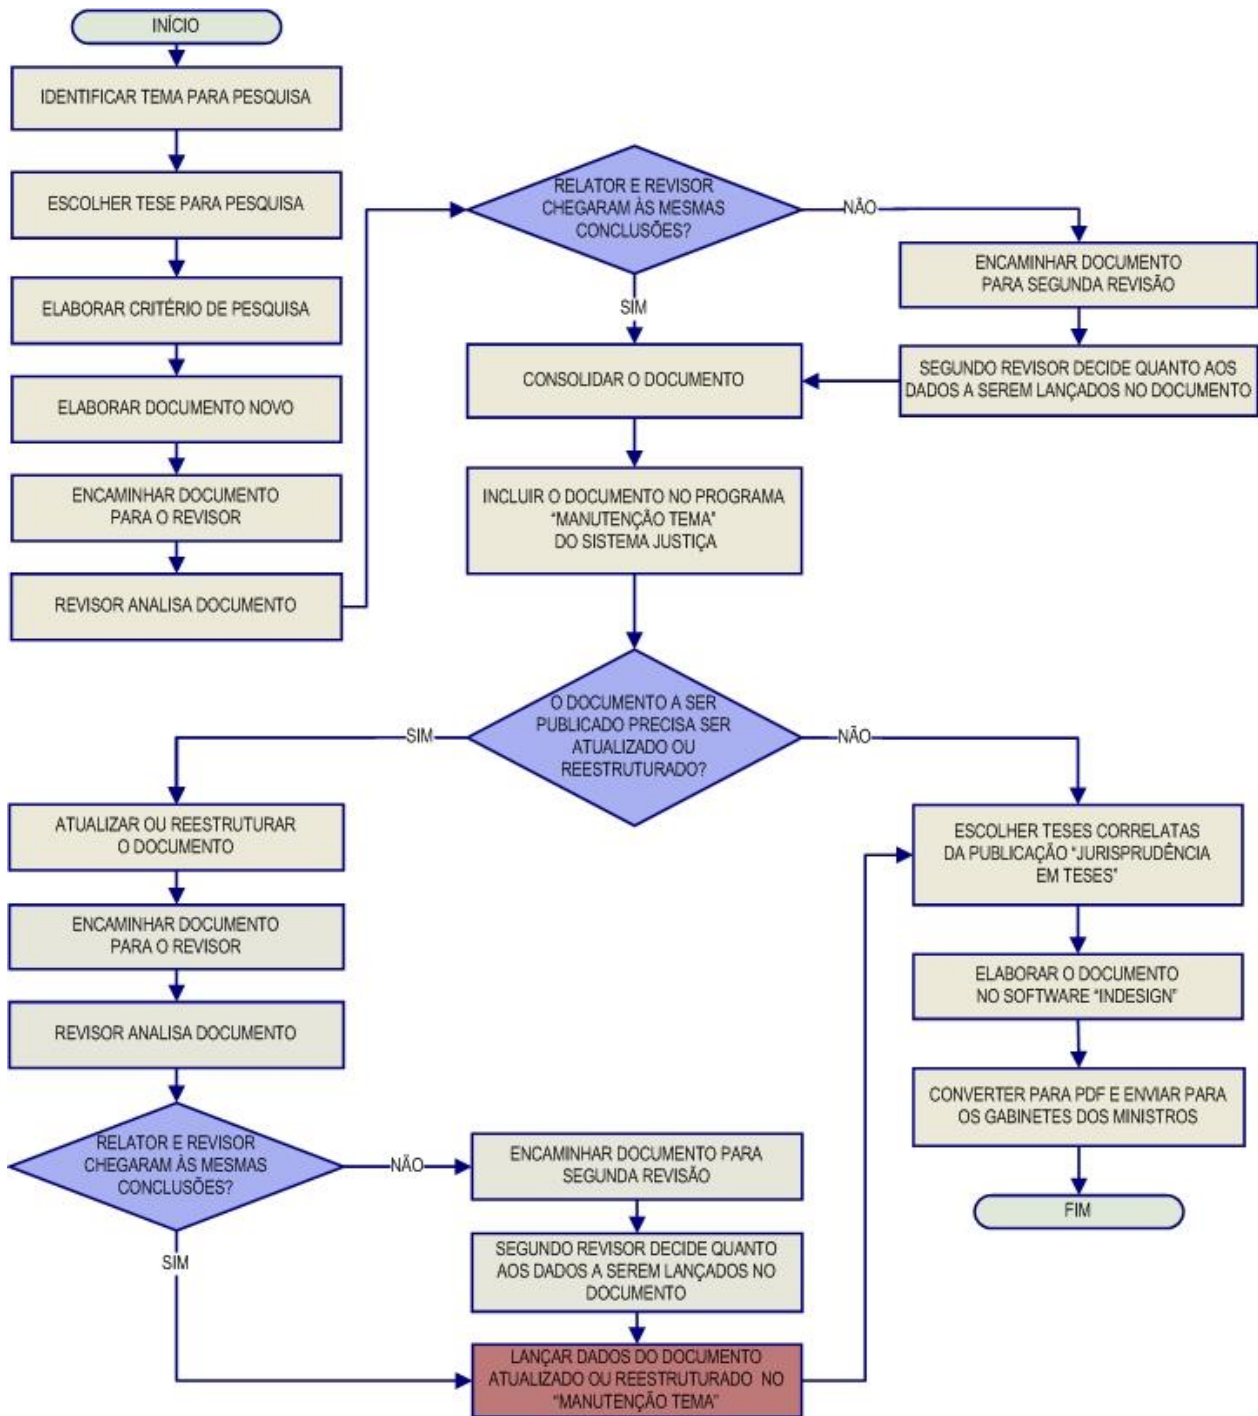 INÍCIO
IDENTIFICAR TEMA PARA PESQUISA
ESCOLHER TESE PARA PESQUISA
ELABORAR CRITÉRIO DE PESQUISA
ELABORAR DOCUMENTO NOVO
ENCAMINHAR DOCUMENTO
PARA O REVISOR
REVISOR ANALISA DOCUMENTO
RELATOR E REVISOR
CHEGARAM ÀS MESMAS
CONCLUSÕES?
NÃO
ENCAMINHAR DOCUMENTO
PARA SEGUNDA REVISÃO
SEGUNDO REVISOR DECIDE QUANTO AOS
DADOS A SEREM LANÇADOS NO DOCUMENTO
SIM
CONSOLIDAR O DOCUMENTO
INCLUIR O DOCUMENTO NO PROGRAMA
“MANUTENÇÃO TEMA”
DO SISTEMA JUSTIÇA
O DOCUMENTO A SER
PUBLICADO PRECISA SER
ATUALIZADO OU
REESTRUTURADO?
SIM
ATUALIZAR OU REESTRUTURAR
O DOCUMENTO
ENCAMINHAR DOCUMENTO
PARA O REVISOR
REVISOR ANALISA DOCUMENTO
RELATOR E REVISOR
CHEGARAM ÀS MESMAS
CONCLUSÕES?
NÃO
ENCAMINHAR DOCUMENTO PARA
SEGUNDA REVISÃO
SEGUNDO REVISOR DECIDE QUANTO
AOS DADOS A SEREM LANÇADOS NO
DOCUMENTO
SIM
LANÇAR DADOS DO DOCUMENTO
ATUALIZADO OU REESTRUTURADO NO
“MANUTENÇÃO TEMA”
NÃO
ESCOLHER TESES CORRELATAS
DA PUBLICAÇÃO “JURISPRUDÊNCIA
EM TESES”
ELABORAR O DOCUMENTO
NO SOFTWARE “INDESIGN”
CONVERTER PARA PDF E ENVIAR PARA
OS GABINETES DOS MINISTROS
FIM